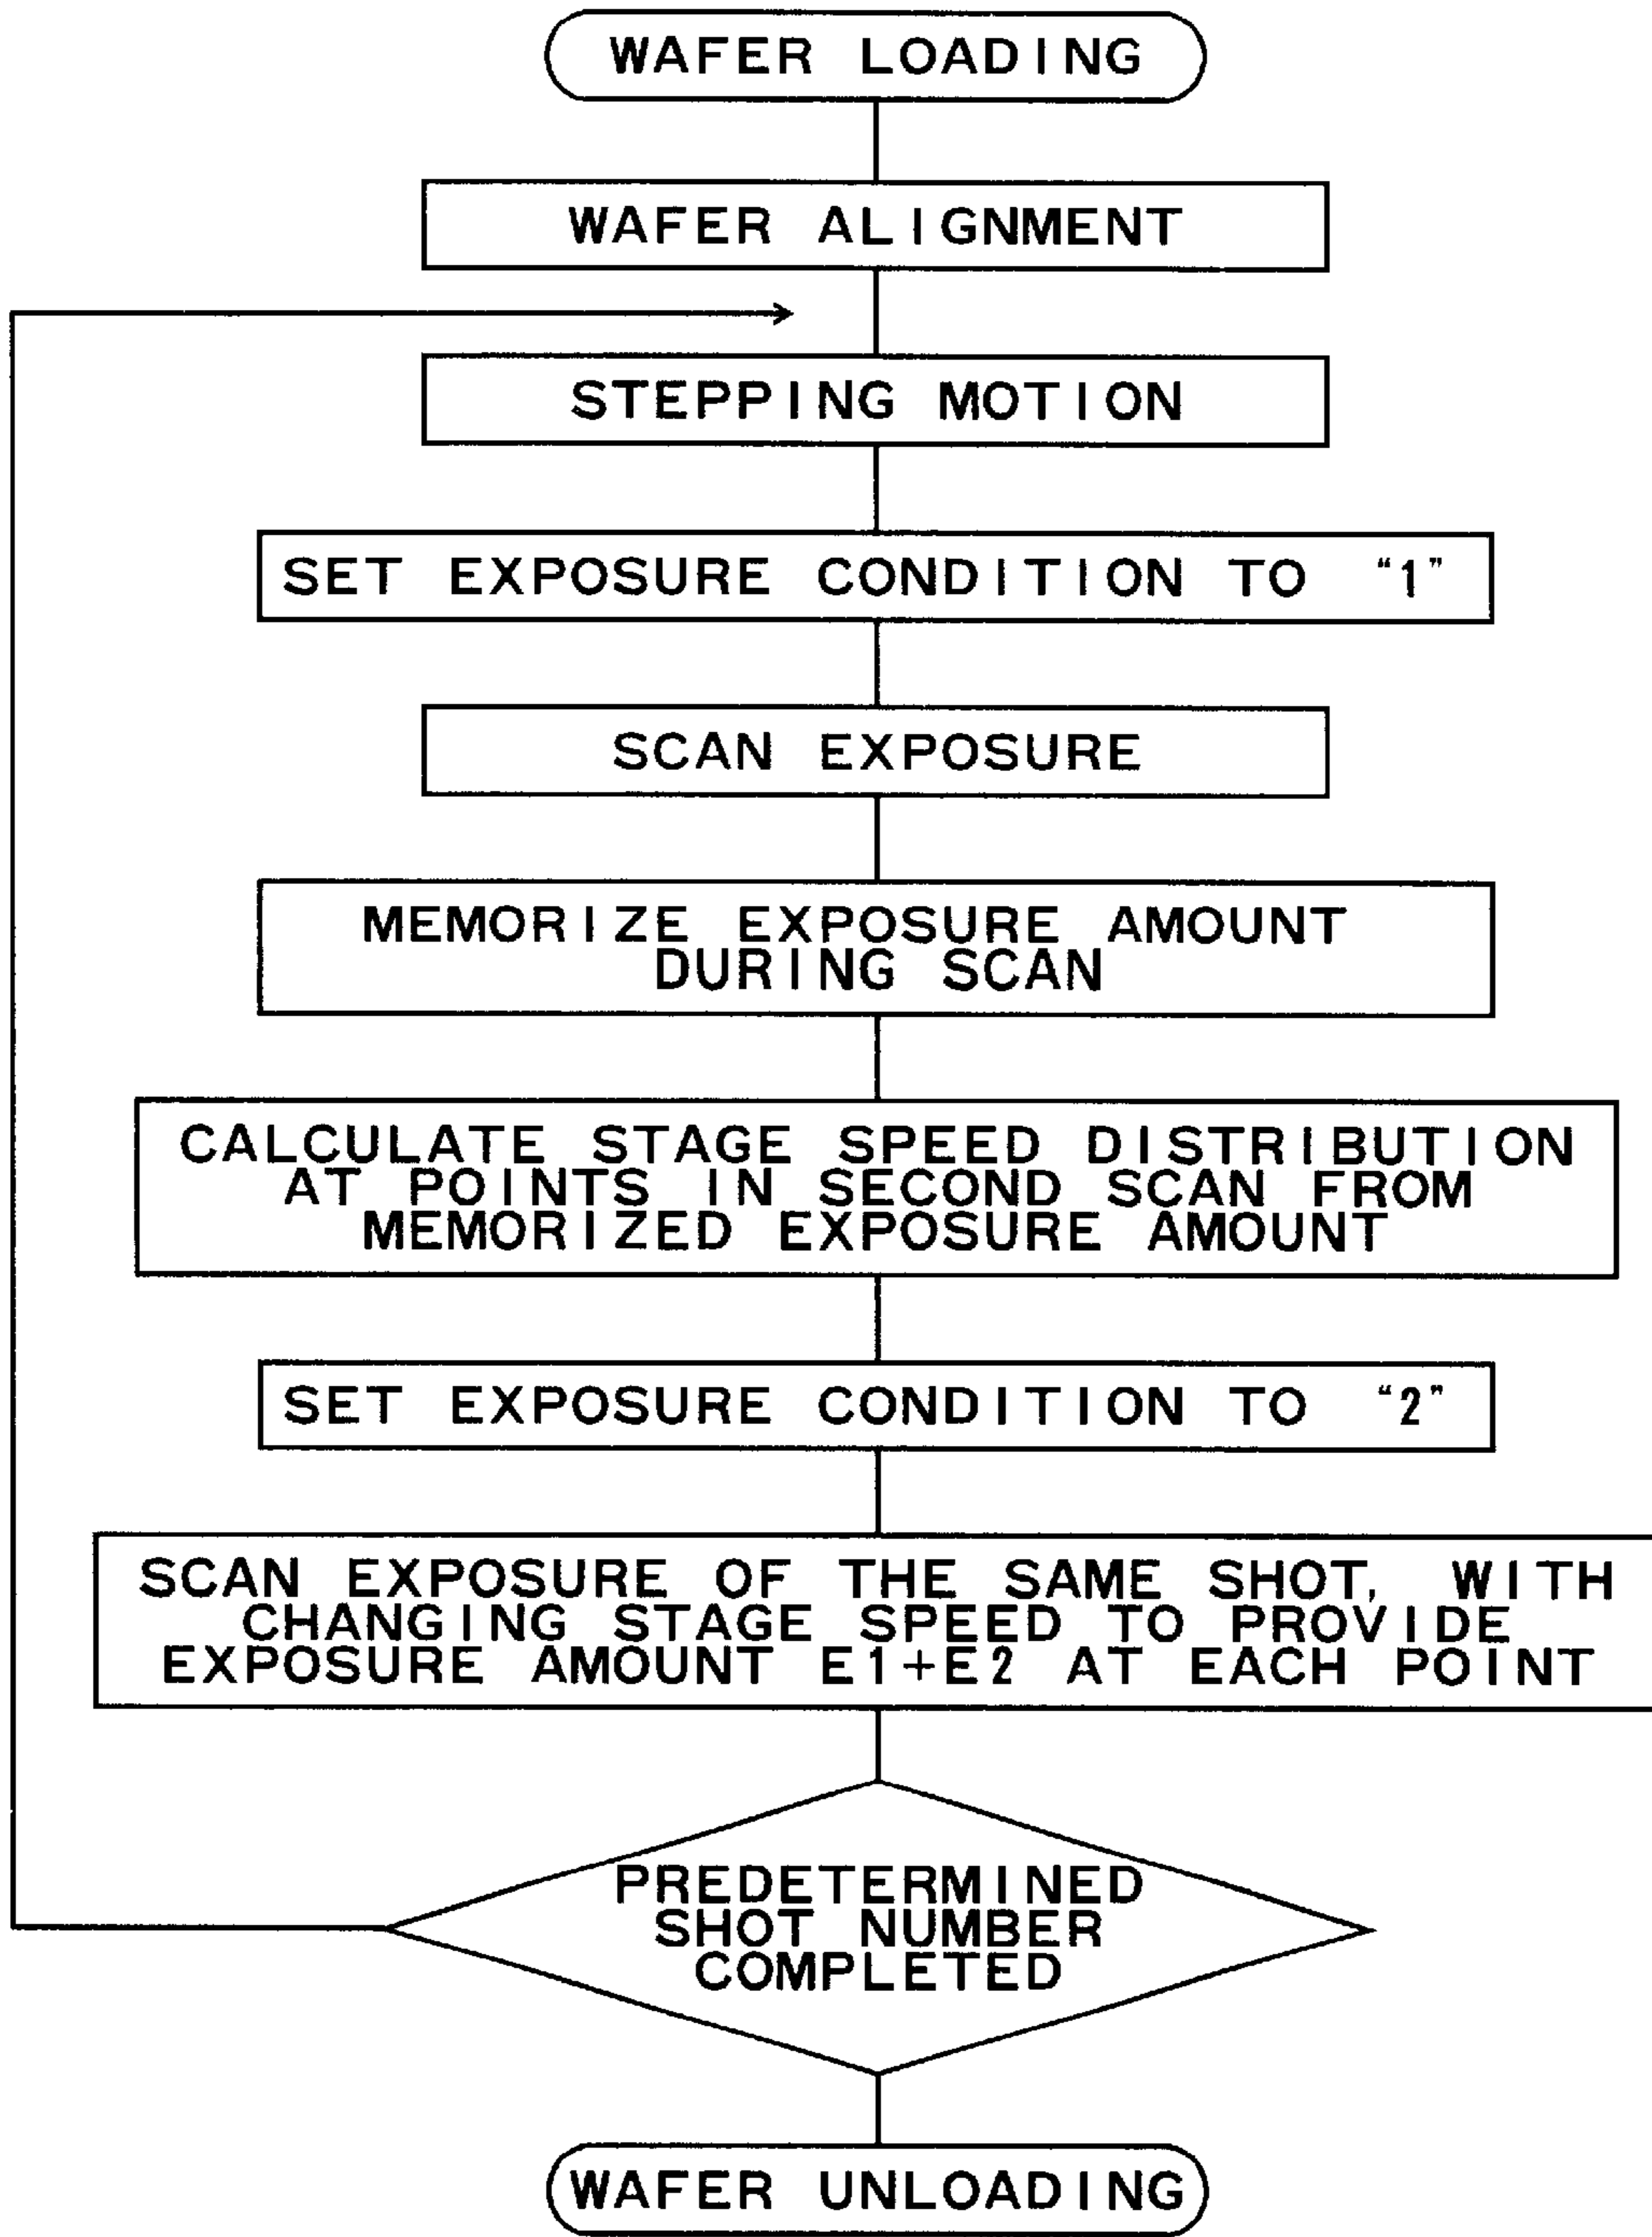 WAFER LOADING
WAFER ALIGNMENT
STEPPING MOTION
SET EXPOSURE CONDITION TO “1”
SCAN EXPOSURE
MEMORIZE EXPOSURE AMOUNT
DURING SCAN
CALCULATE STAGE SPEED DISTRIBUTION
AT POINTS IN SECOND SCAN FROM
MEMORIZED EXPOSURE AMOUNT
SET EXPOSURE CONDITION TO “2”
SCAN EXPOSURE OF THE SAME SHOT, WITH
CHANGING STAGE SPEED TO PROVIDE
EXPOSURE AMOUNT E1+E2 AT EACH POINT
PREDETERMINED
SHOT NUMBER
COMPLETED
WAFER UNLOADING